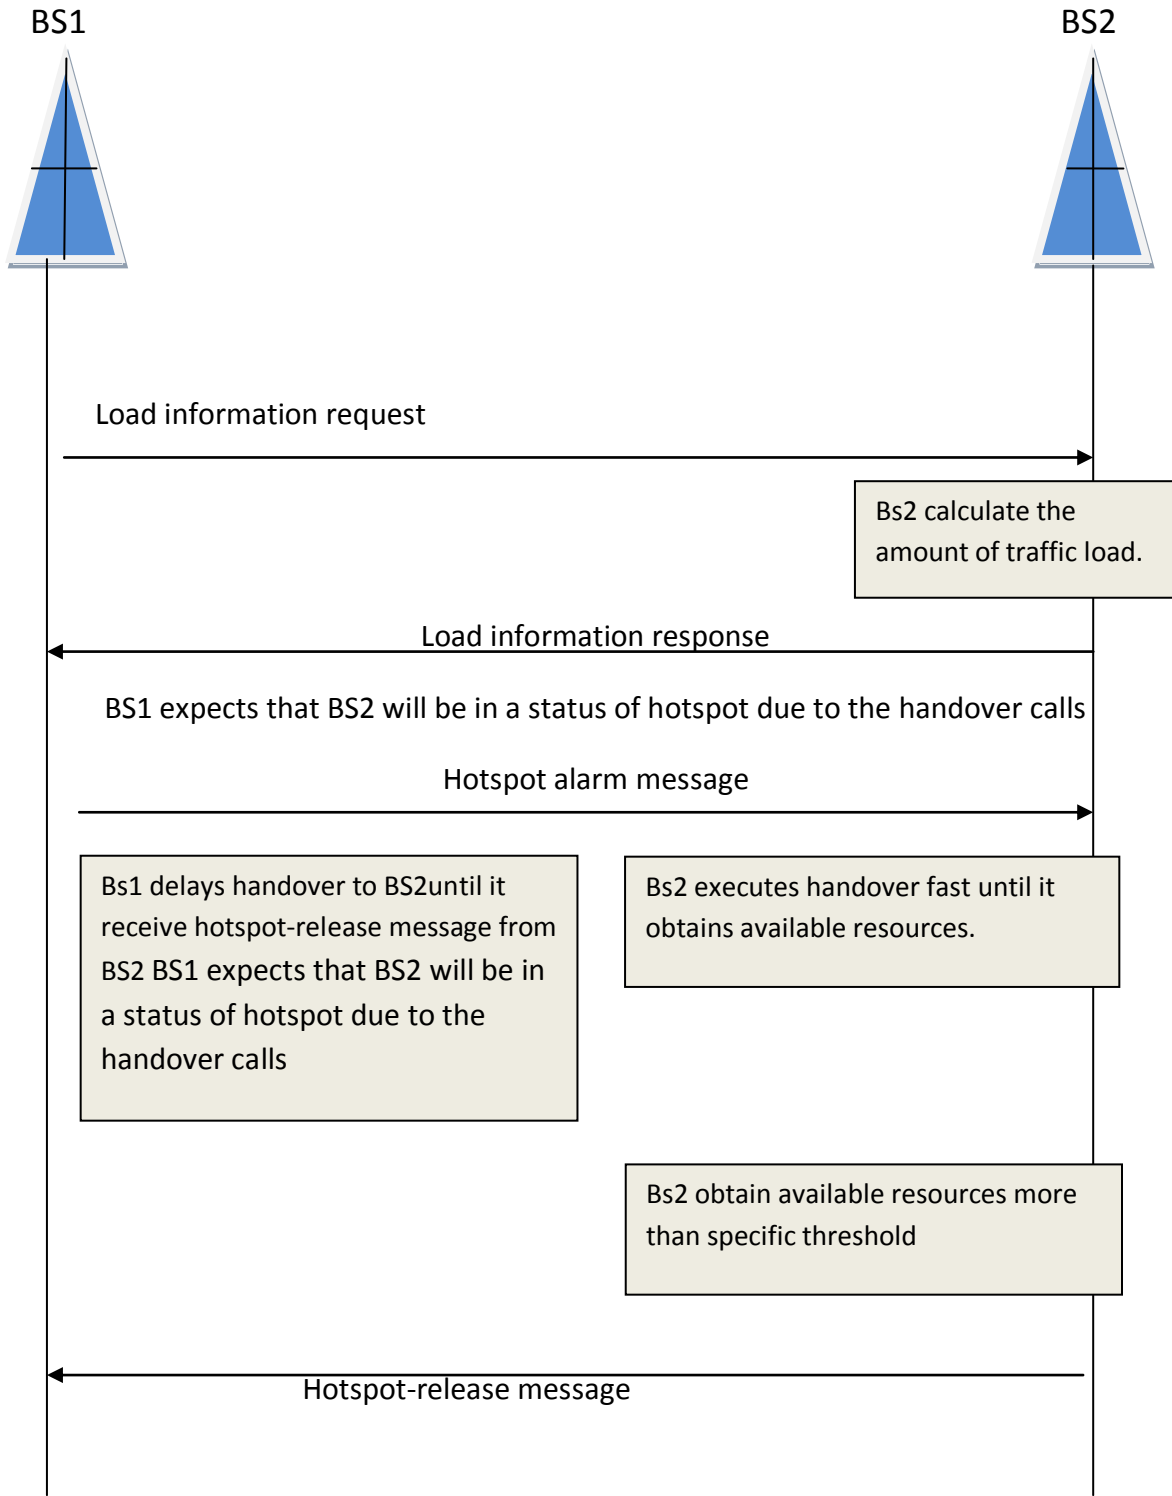 BS1
BS2
Load information request
Bs2 calculate the
amount of traffic load.
Load information response
BS1 expects that BS2 will be in a status of hotspot due to the handover calls
Hotspot alarm message
Bs1 delays handover to BS2until it
receive hotspot-release message from
BS2 BS1 expects that BS2 will be in
a status of hotspot due to the
handover calls
Bs2 executes handover fast until it
obtains available resources.
Bs2 obtain available resources more
than specific threshold
Hotspot-release message